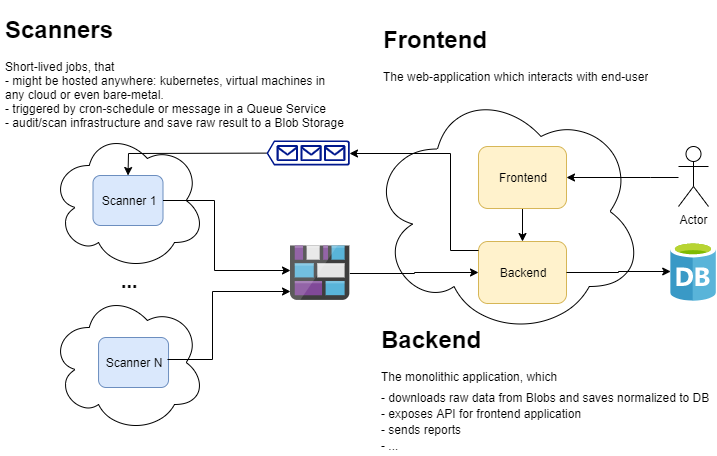 Scanners
Short-lived jobs, that
- might be hosted anywhere: kubernetes, virtual machines in
any cloud or even bare-metal.
- triggered by cron-schedule or message in a Queue Service
- audit/scan infrastructure and save raw result to a Blob Storage
Frontend
The web-application which interacts with end-user
Scanner 1
...
Scanner N
Frontend
Backend
Actor
DB
Backend
The monolithic application, which
- downloads raw data from Blobs and saves normalized to DB
- exposes API for frontend application
- sends reports
- ...